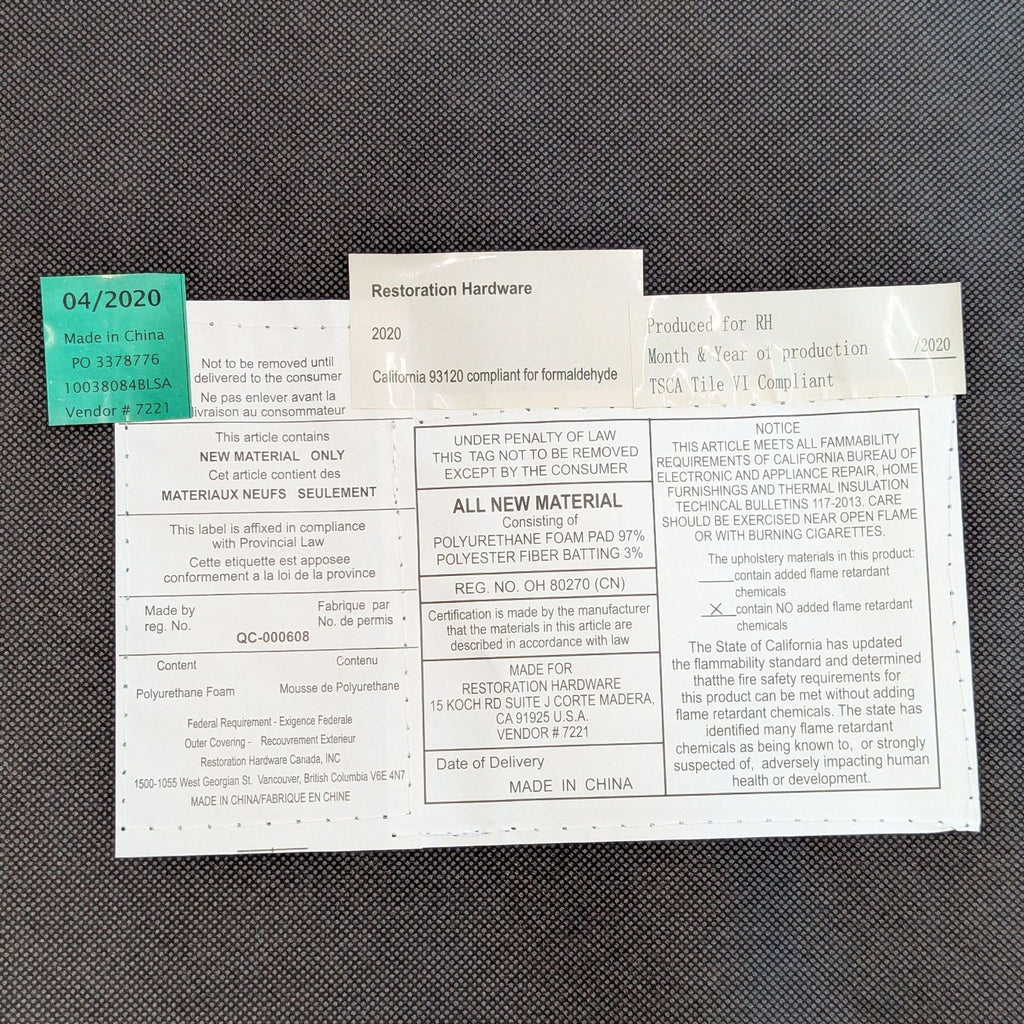 04/2020
Made in China
PO 3378776
10038084BLSA
Vendor # 7221
Restoration Hardware
2020
California 93120 compliant for formaldehyde
Produced for RH
Month & Year of production ____/2020
TSCA Tile VI Compliant
Not to be removed until
delivered to the consumer
Ne pas enlever avant la
livraison au consommateur
This article contains
NEW MATERIAL ONLY
Cet article contient des
MATERIAUX NEUFS SEULEMENT
This label is affixed in compliance
with Provincial Law
Cette etiquette est apposee
conformement a la loi de la province
Made by Fabrique par
reg. No. No. de permis
QC-000608
Content Contenu
Polyurethane Foam Mousse de Polyurethane
Federal Requirement - Exigence Federale
Outer Covering - Recouvrement Exterieur
Restoration Hardware Canada, INC
1500-1055 West Georgian St. Vancouver, British Columbia V6E 4N7
MADE IN CHINA/FABRIQUE EN CHINE
UNDER PENALTY OF LAW
THIS TAG NOT TO BE REMOVED
EXCEPT BY THE CONSUMER
ALL NEW MATERIAL
Consisting of
POLYURETHANE FOAM PAD 97%
POLYESTER FIBER BATTING 3%
REG. NO. OH 80270 (CN)
Certification is made by the manufacturer
that the materials in this article are
described in accordance with law
MADE FOR
RESTORATION HARDWARE
15 KOCH RD SUITE J CORTE MADERA,
CA 91925 U.S.A.
VENDOR # 7221
Date of Delivery
MADE IN CHINA
NOTICE
THIS ARTICLE MEETS ALL FAMMABILITY
REQUIREMENTS OF CALIFORNIA BUREAU OF
ELECTRONIC AND APPLIANCE REPAIR, HOME
FURNISHINGS AND THERMAL INSULATION
TECHINCAL BULLETINS 117-2013. CARE
SHOULD BE EXERCISED NEAR OPEN FLAME
OR WITH BURNING CIGARETTES.
The upholstery materials in this product:
____contain added flame retardant
chemicals
__X__contain NO added flame retardant
chemicals
The State of California has updated
the flammability standard and determined
thatthe fire safety requirements for
this product can be met without adding
flame retardant chemicals. The state has
identified many flame retardant
chemicals as being known to, or strongly
suspected of, adversely impacting human
health or development.